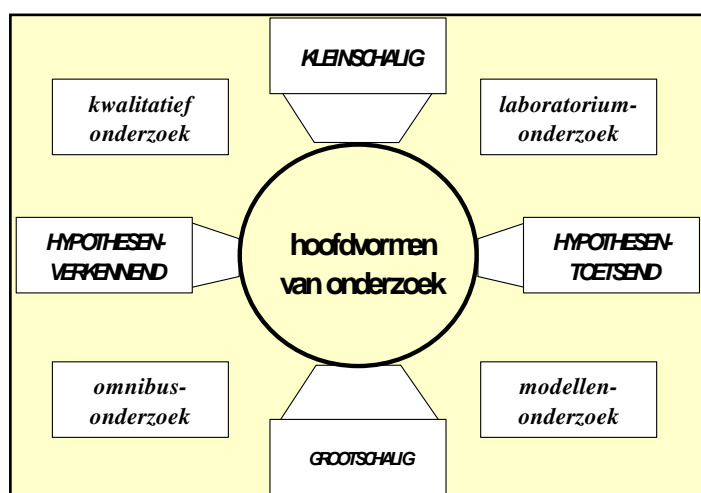 KLEINSCHALIG
kwalitatief
onderzoek
laboratorium-
onderzoek
HYPOTHESEN-
VERKENNEND
hoofdvormen
van onderzoek
HYPOTHESEN-
TOETSEND
omnibus-
onderzoek
modellen-
onderzoek
GROOTSCHALIG